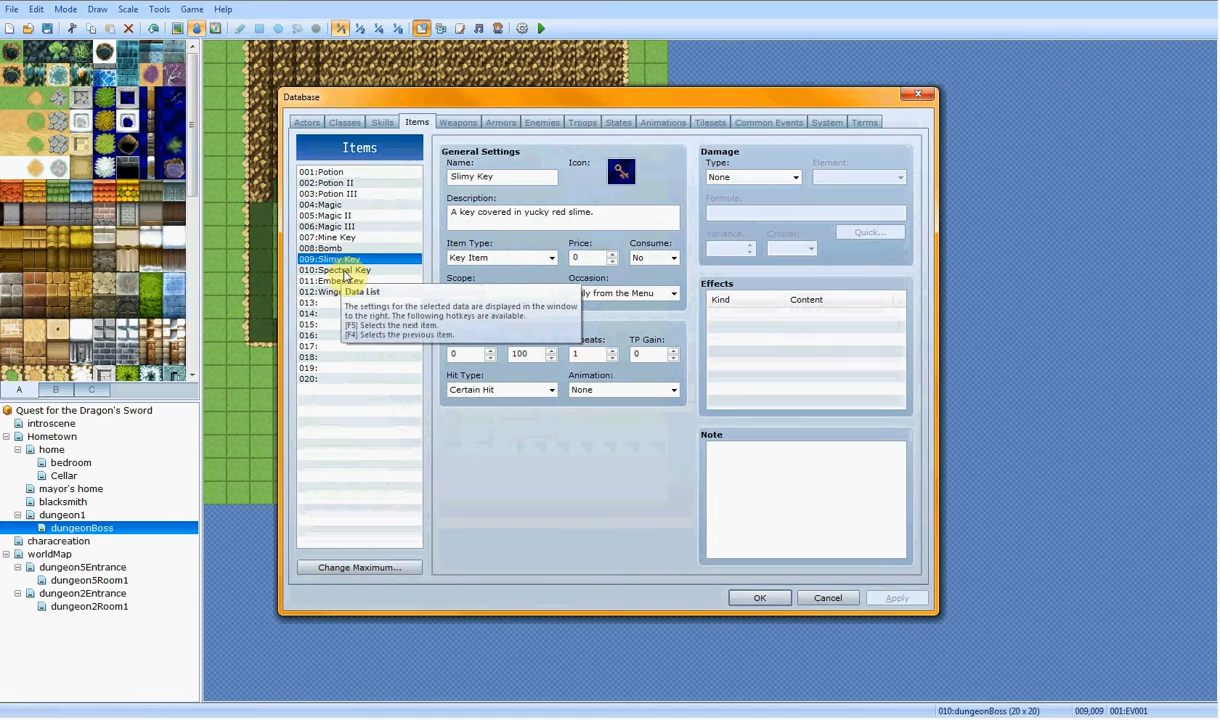 File Edit Mode Draw Scale Tools Game Help
1/1 1/2 1/4 1/8
Database
Actors Classes Skills Items Weapons Armors Enemies Troops States Animations Tilesets Common Events System Terms
Items
001:Potion
002:Potion II
003:Potion III
004:Magic
005:Magic II
006:Magic III
007:Mine Key
008:Bomb
009:Slimy Key
010:Spectral Key
011:Ember Key
012:Winge
013:
014:
015:
016:
017:
018:
019:
020:
Change Maximum...
Data List
The settings for the selected data are displayed in the window
to the right. The following hotkeys are available.
[F5] Selects the next item.
[F4] Selects the previous item.
General Settings
Name: Icon:
Slimy Key
Description:
A key covered in yucky red slime.
Item Type: Price: Consume:
Key Item 0 No
Scope: Occasion:
ly from the Menu
peats: TP Gain:
0 100 1 0
Hit Type: Animation:
Certain Hit None
Damage
Type: Element:
None
Formula:
Variance: Critical:
Quick...
Effects
Kind Content
Note
OK Cancel Apply
A B C
Quest for the Dragon's Sword
introscene
Hometown
home
bedroom
Cellar
mayor's home
blacksmith
dungeon1
dungeonBoss
characreation
worldMap
dungeon5Entrance
dungeon5Room1
dungeon2Entrance
dungeon2Room1
010:dungeonBoss (20 x 20) 009,009 001:EV001